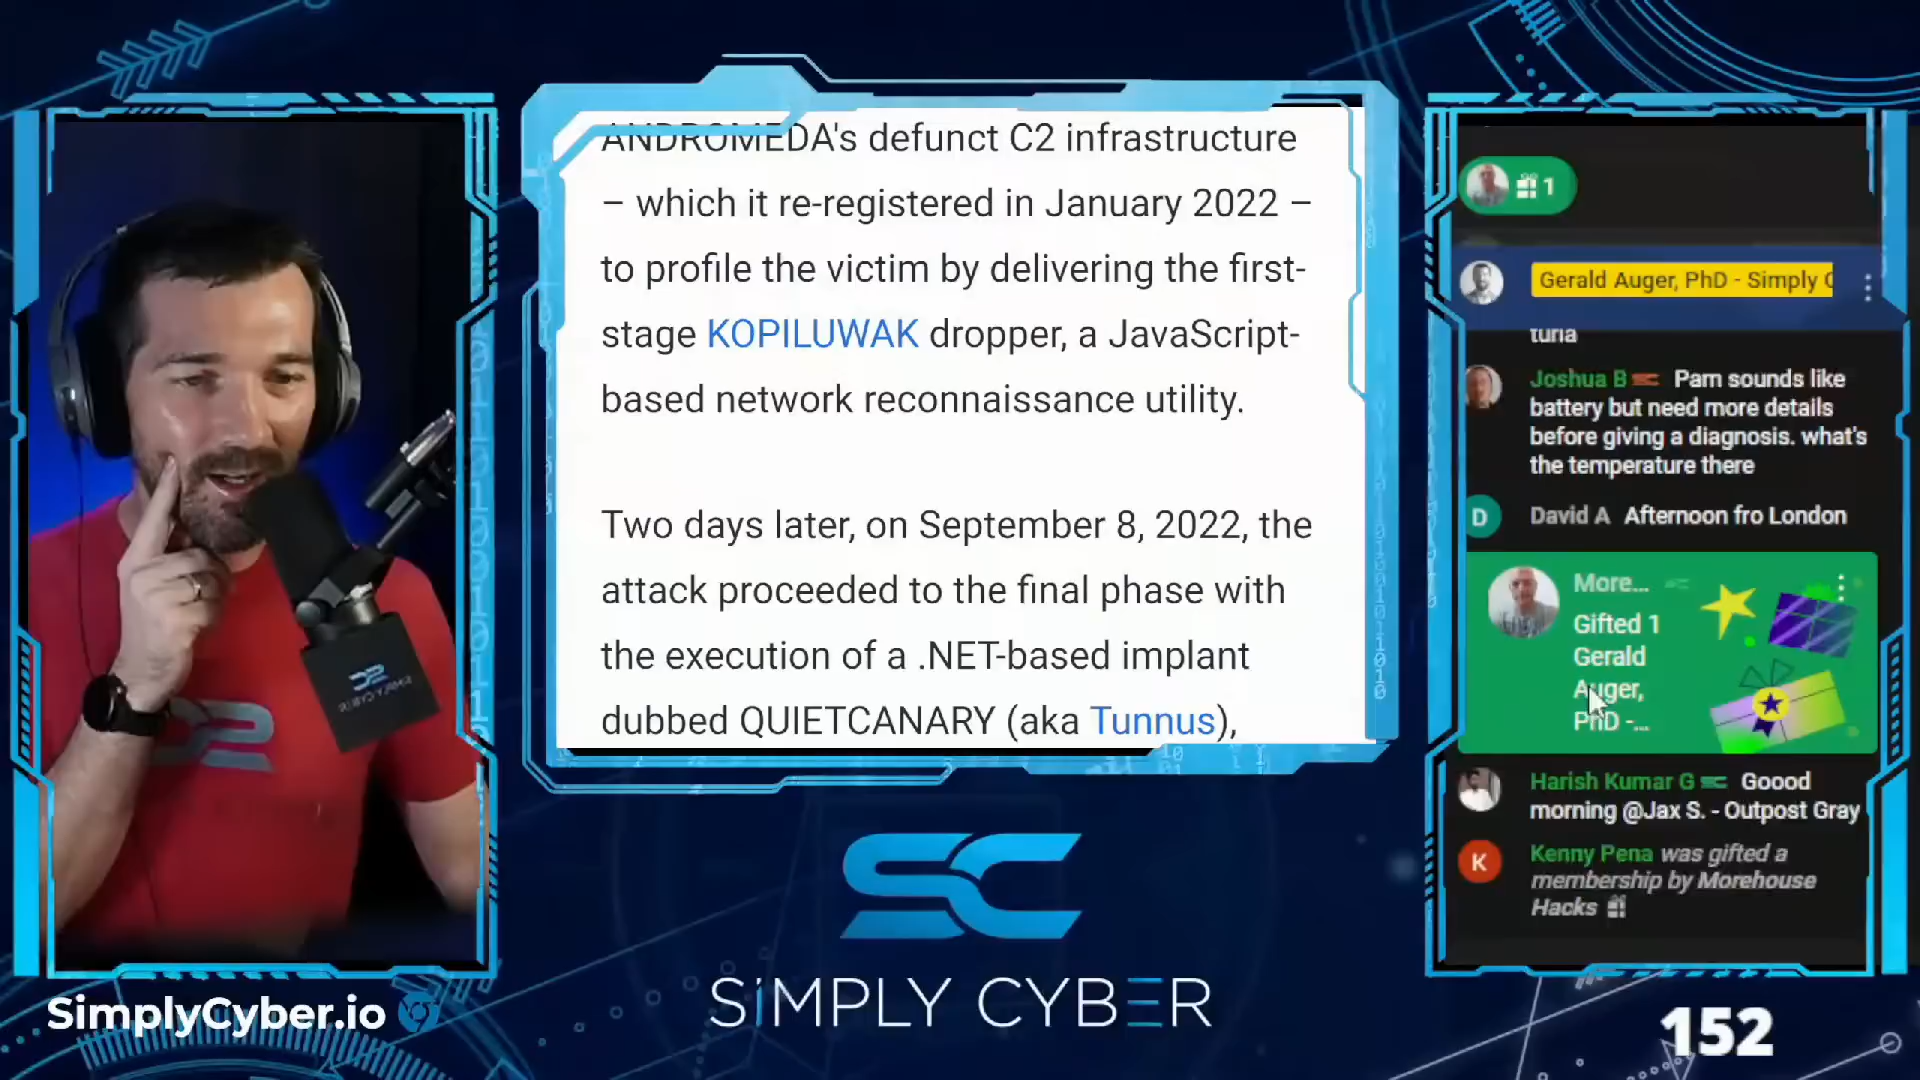 ANDROMEDA's defunct C2 infrastructure
– which it re-registered in January 2022 –
to profile the victim by delivering the first-
stage KOPILUWAK dropper, a JavaScript-
based network reconnaissance utility.
Two days later, on September 8, 2022, the
attack proceeded to the final phase with
the execution of a .NET-based implant
dubbed QUIETCANARY (aka Tunnus),
1
Gerald Auger, PhD - Simply C
turla
Joshua B Pam sounds like
battery but need more details
before giving a diagnosis. what's
the temperature there
D David A Afternoon fro London
More...
Gifted 1
Gerald
Auger,
PhD -...
Harish Kumar G Goood
morning @Jax S. - Outpost Gray
K Kenny Pena was gifted a
membership by Morehouse
Hacks
SC
SIMPLY CYBER
SimplyCyber.io
152